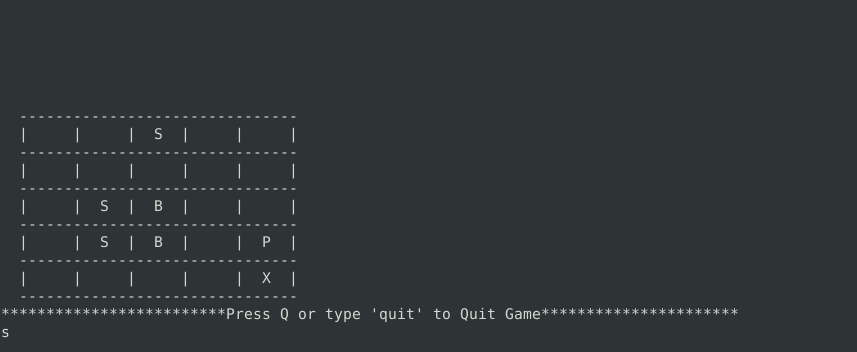 -------------------------------
|     |     |  S  |     |     |
-------------------------------
|     |     |     |     |     |
-------------------------------
|     |  S  |  B  |     |     |
-------------------------------
|     |  S  |  B  |     |  P  |
-------------------------------
|     |     |     |     |  X  |
-------------------------------
*************************Press Q or type 'quit' to Quit Game**********************
s